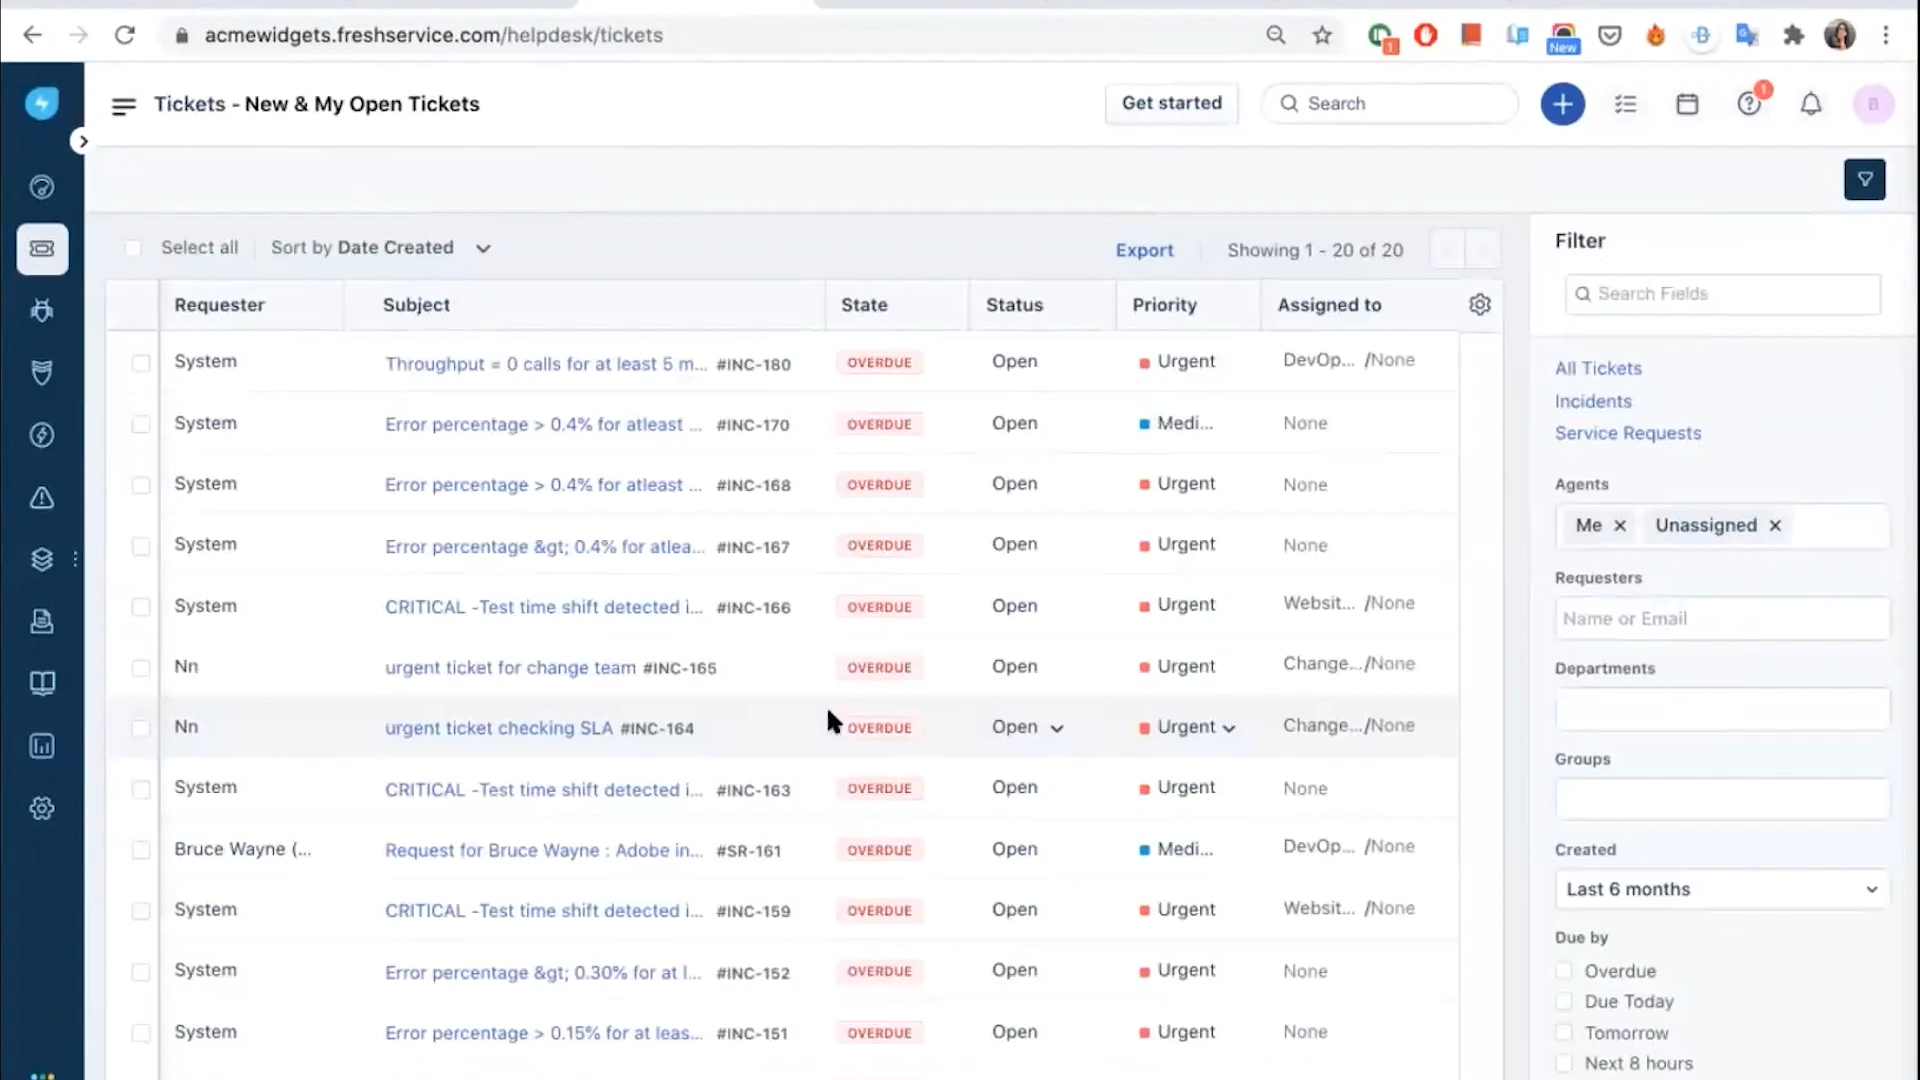 acmewidgets.freshservice.com/helpdesk/tickets
1
New
Tickets - New & My Open Tickets
Get started
Search
1
B
Select all
Sort by Date Created
Export
Showing 1 - 20 of 20
Filter
Search Fields
Requester Subject State Status Priority Assigned to
System Throughput = 0 calls for at least 5 m... #INC-180 OVERDUE Open Urgent DevOp... /None
System Error percentage > 0.4% for atleast ... #INC-170 OVERDUE Open Medi... None
System Error percentage > 0.4% for atleast ... #INC-168 OVERDUE Open Urgent None
System Error percentage &gt; 0.4% for atlea... #INC-167 OVERDUE Open Urgent None
System CRITICAL -Test time shift detected i... #INC-166 OVERDUE Open Urgent Websit... /None
Nn urgent ticket for change team #INC-165 OVERDUE Open Urgent Change.../None
Nn urgent ticket checking SLA #INC-164 OVERDUE Open Urgent Change.../None
System CRITICAL -Test time shift detected i... #INC-163 OVERDUE Open Urgent None
Bruce Wayne (... Request for Bruce Wayne : Adobe in... #SR-161 OVERDUE Open Medi... DevOp... /None
System CRITICAL -Test time shift detected i... #INC-159 OVERDUE Open Urgent Websit... /None
System Error percentage &gt; 0.30% for at l... #INC-152 OVERDUE Open Urgent None
System Error percentage > 0.15% for at leas... #INC-151 OVERDUE Open Urgent None
All Tickets
Incidents
Service Requests
Agents
Me Unassigned
Requesters
Name or Email
Departments
Groups
Created
Last 6 months
Due by
Overdue
Due Today
Tomorrow
Next 8 hours